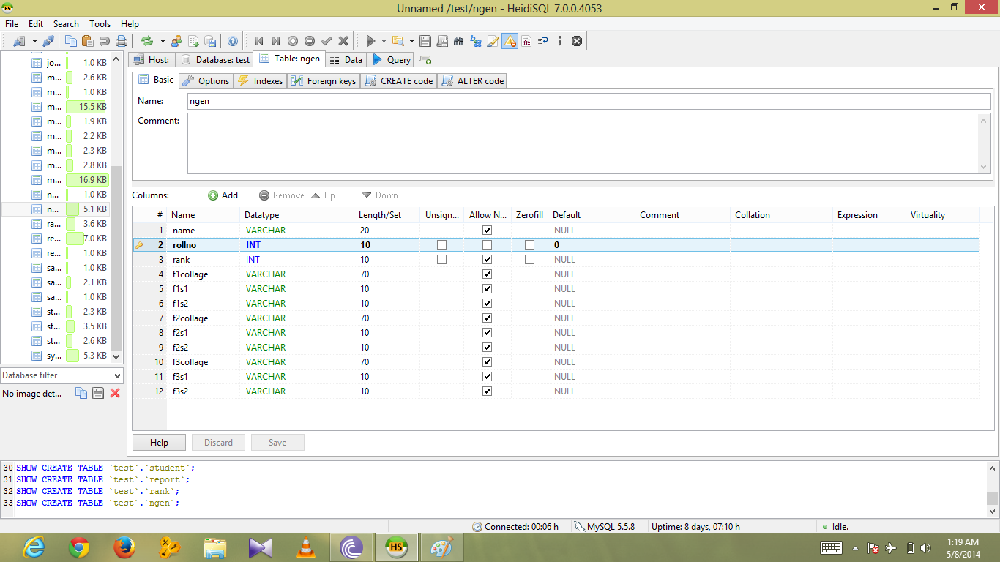 Unnamed /test/ngen - HeidiSQL 7.0.0.4053
File Edit Search Tools Help
Host: Database: test Table: ngen Data Query
Basic Options Indexes Foreign keys CREATE code ALTER code
Name: ngen
Comment:
jo... 1.0 KB
m... 2.6 KB
m... 1.0 KB
m... 15.5 KB
m... 1.9 KB
m... 2.2 KB
m... 2.3 KB
m... 2.8 KB
m... 16.9 KB
n... 1.0 KB
n... 5.1 KB
ra... 3.6 KB
re... 7.0 KB
re... 1.0 KB
sa... 1.0 KB
sa... 2.1 KB
sa... 1.0 KB
st... 2.3 KB
st... 3.5 KB
st... 2.6 KB
sy... 5.3 KB
Database filter
No image det...
Columns: Add Remove Up Down
# Name Datatype Length/Set Unsign... Allow N... Zerofill Default Comment Collation Expression Virtuality
1 name VARCHAR 20 NULL
2 rollno INT 10 0
3 rank INT 10 NULL
4 f1collage VARCHAR 70 NULL
5 f1s1 VARCHAR 10 NULL
6 f1s2 VARCHAR 10 NULL
7 f2collage VARCHAR 70 NULL
8 f2s1 VARCHAR 10 NULL
9 f2s2 VARCHAR 10 NULL
10 f3collage VARCHAR 70 NULL
11 f3s1 VARCHAR 10 NULL
12 f3s2 VARCHAR 10 NULL
Help Discard Save
30 SHOW CREATE TABLE `test`.`student`;
31 SHOW CREATE TABLE `test`.`report`;
32 SHOW CREATE TABLE `test`.`rank`;
33 SHOW CREATE TABLE `test`.`ngen`;
Connected: 00:06 h MySQL 5.5.8 Uptime: 8 days, 07:10 h Idle.
HS
1:19 AM
5/8/2014